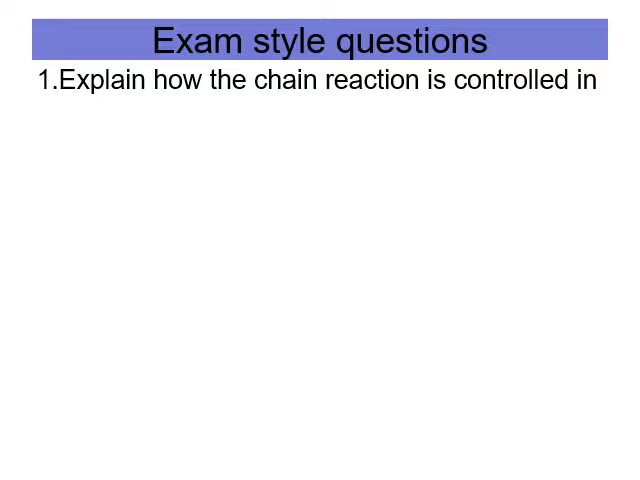 Exam style questions
1.Explain how the chain reaction is controlled in